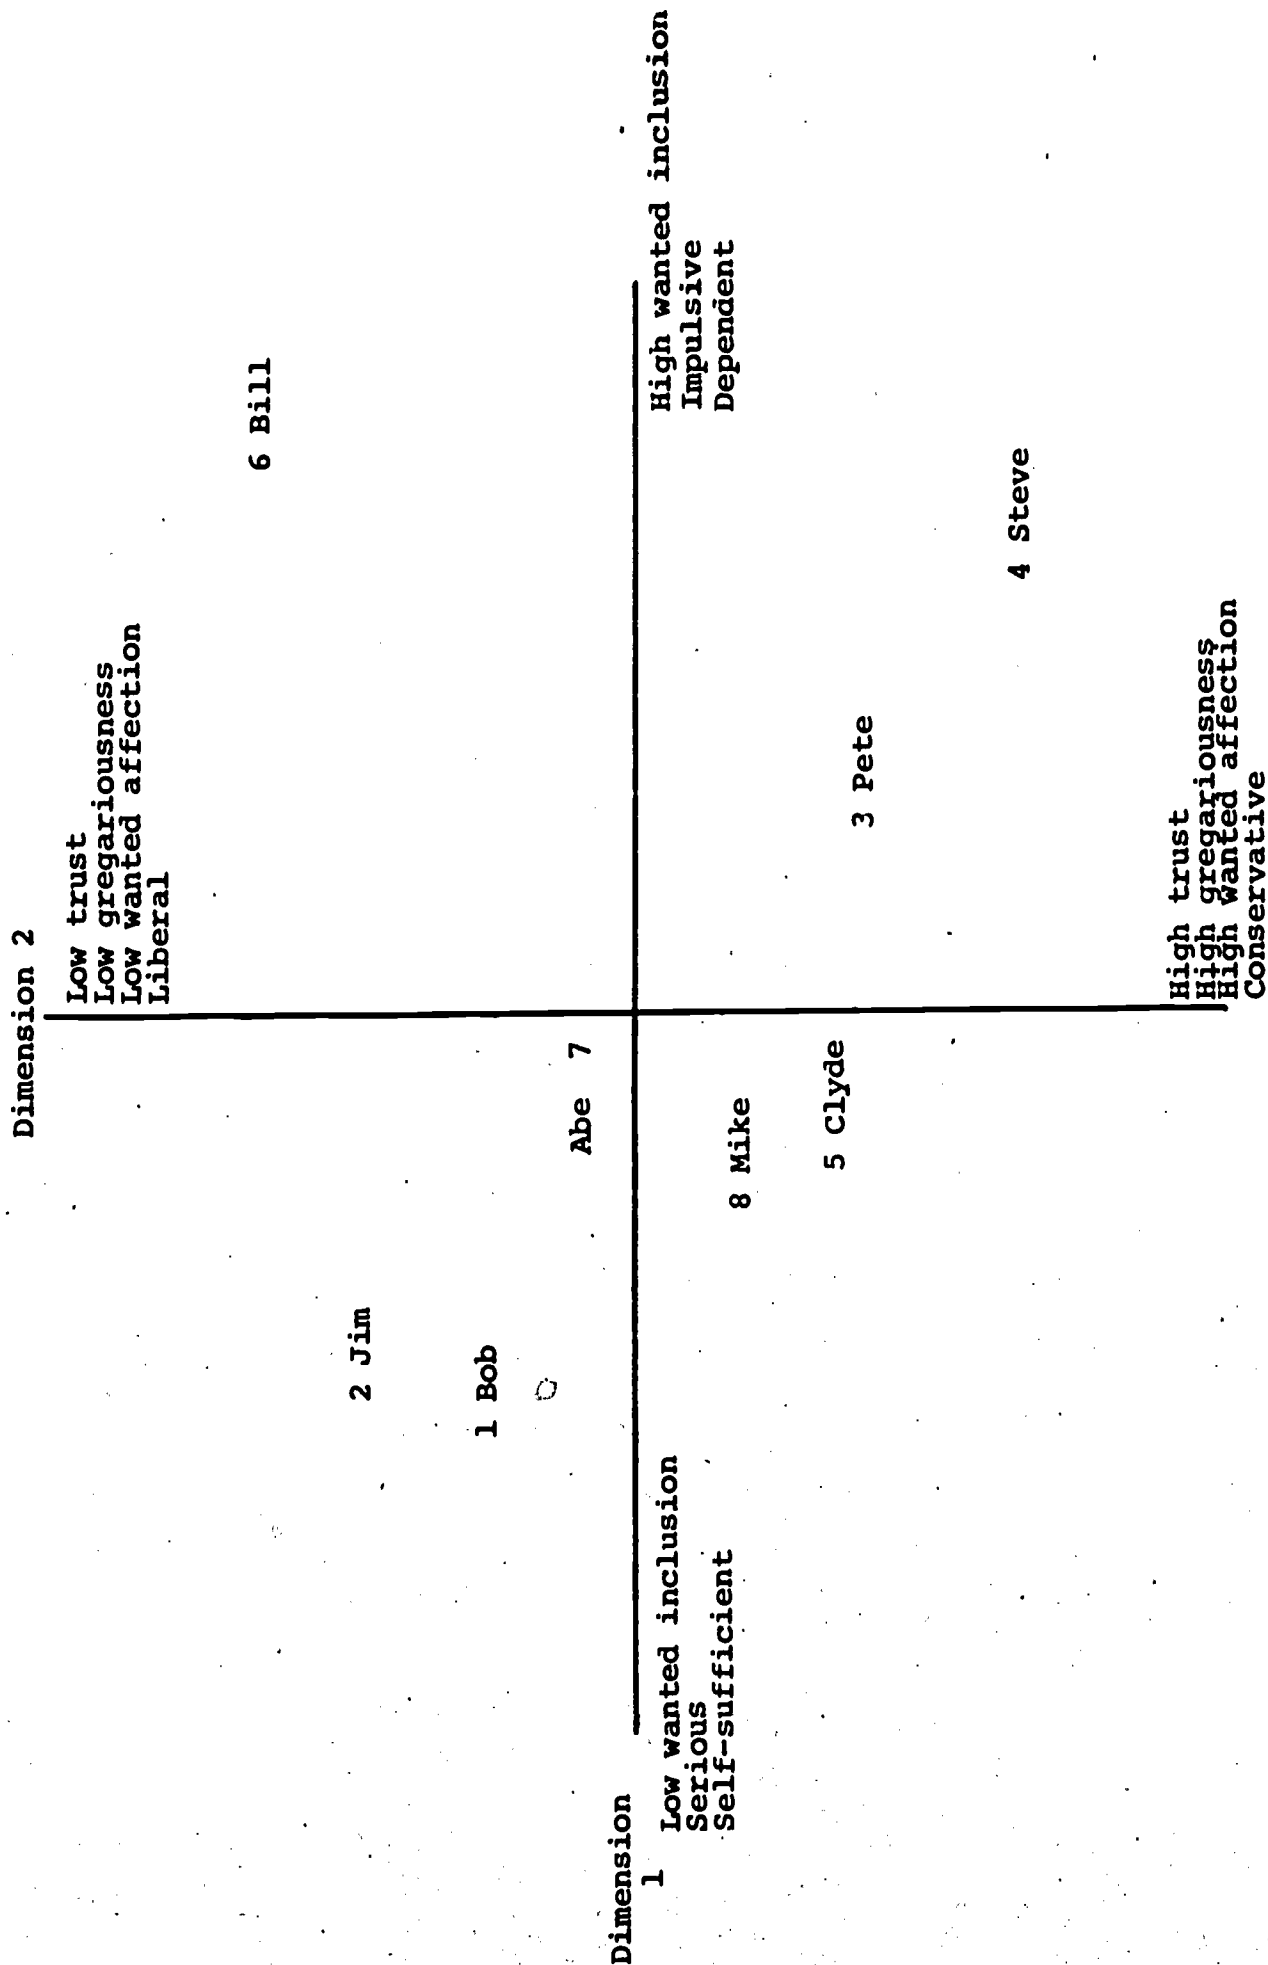 Dimension 2
Low trust
Low gregariousness
Low wanted affection
Liberal
6 Bill
2 Jim
1 Bob
Abe 7
Dimension
1
Low wanted inclusion
Serious
Self-sufficient
High wanted inclusion
Impulsive
Dependent
8 Mike
5 Clyde
3 Pete
4 Steve
High trust
High gregariousness
High wanted affection
Conservative